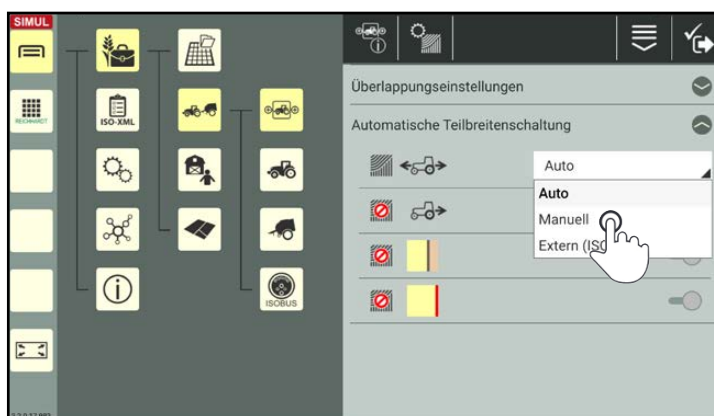 SIMUL
REICHHARDT
ISO-XML
ISOBUS
Überlappungseinstellungen
Automatische Teilbreitenschaltung
Auto
Auto
Manuell
Extern (ISO